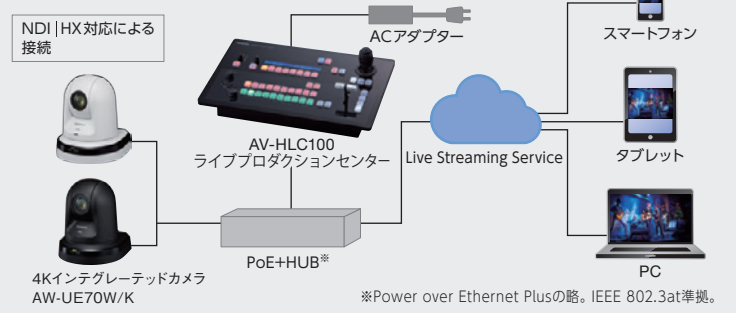 NDI|HX対応による
接続
ACアダプター
スマートフォン
AV-HLC100
ライブプロダクションセンター
Live Streaming Service
タブレット
PoE+HUB※
PC
4Kインテグレーテッドカメラ
AW-UE70W/K
※Power over Ethernet Plusの略。IEEE 802.3at準拠。